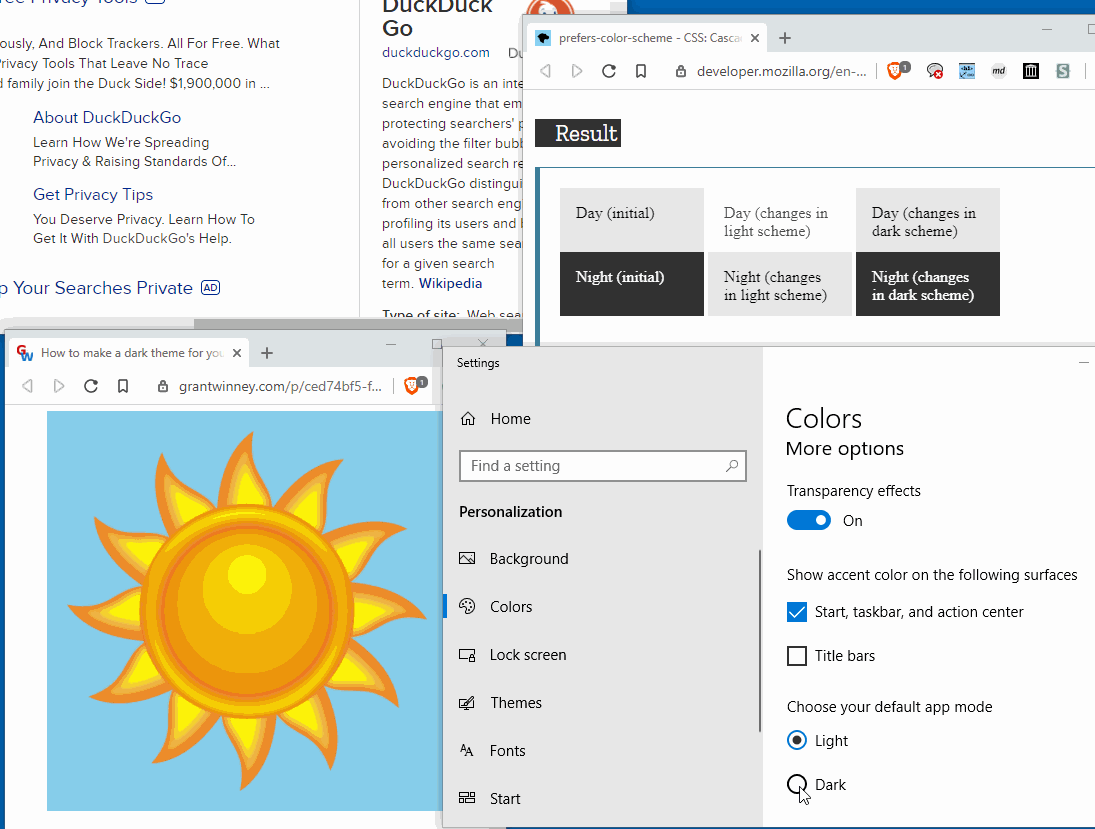 ree Privacy Tools
ously, And Block Trackers. All For Free. What
Privacy Tools That Leave No Trace
d family join the Duck Side! $1,900,000 in ...
About DuckDuckGo
Learn How We're Spreading
Privacy & Raising Standards Of...
Get Privacy Tips
You Deserve Privacy. Learn How To
Get It With DuckDuckGo's Help.
p Your Searches Private AD
DuckDuck
Go
duckduckgo.com Du
DuckDuckGo is an inte
search engine that em
protecting searchers' p
avoiding the filter bubb
personalized search re
DuckDuckGo distingui
from other search eng
profiling its users and
all users the same sea
for a given search
term. Wikipedia
Type of site: Web sea
prefers-color-scheme - CSS: Casca
developer.mozilla.org/en-...
1
md
S
Result
Day (initial)
Day (changes in
light scheme)
Day (changes in
dark scheme)
Night (initial)
Night (changes
in light scheme)
Night (changes
in dark scheme)
GW
How to make a dark theme for you
grantwinney.com/p/ced74bf5-f...
1
Settings
Home
Find a setting
Personalization
Background
Colors
Lock screen
Themes
Fonts
Start
Colors
More options
Transparency effects
On
Show accent color on the following surfaces
Start, taskbar, and action center
Title bars
Choose your default app mode
Light
Dark